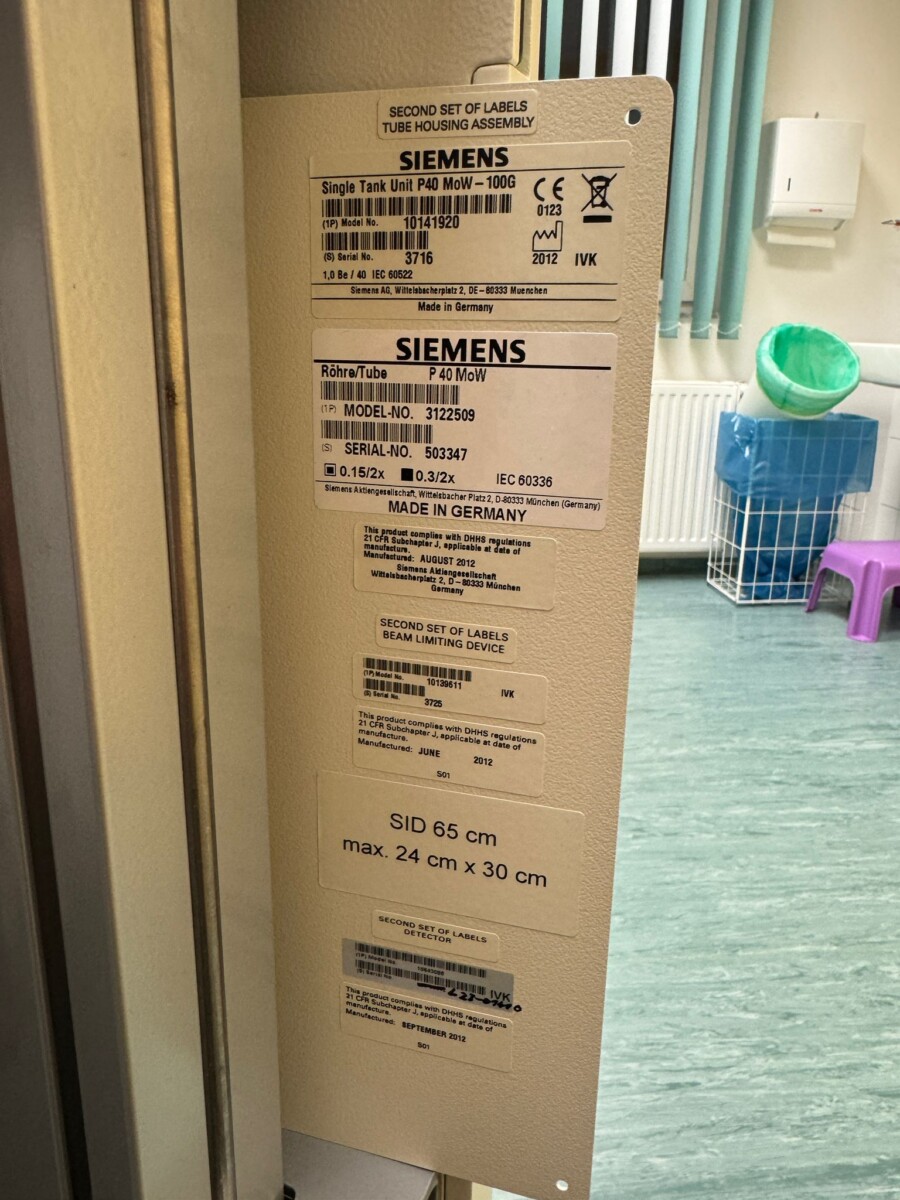 SECOND SET OF LABELS
TUBE HOUSING ASSEMBLY
SIEMENS
Single Tank Unit P40 MoW – 100G
(1P) Model No. 10141920
(S) Serial No. 3716
1,0 Be / 40 IEC 60522
CE
0123
2012 IVK
Siemens AG, Wittelsbacherplatz 2, DE–80333 Muenchen
Made in Germany
SIEMENS
Röhre/Tube P 40 MoW
(1P) MODEL-NO. 3122509
(S) SERIAL-NO. 503347
0.15/2x 0.3/2x IEC 60336
Siemens Aktiengesellschaft, Wittelsbacher Platz 2, D-80333 München (Germany)
MADE IN GERMANY
This product complies with DHHS regulations
21 CFR Subchapter J, applicable at date of
manufacture.
Manufactured: AUGUST 2012
Siemens Aktiengesellschaft
Wittelsbacherplatz 2, D – 80333 München
Germany
SECOND SET OF LABELS
BEAM LIMITING DEVICE
(1P) Model No. 10139611
IVK
(S) Serial No. 3725
This product complies with DHHS regulations
21 CFR Subchapter J, applicable at date of
manufacture.
Manufactured: JUNE 2012
S01
SID 65 cm
max. 24 cm x 30 cm
SECOND SET OF LABELS
DETECTOR
(1P) Model No.
(S) Serial No.
IVK
This product complies with DHHS regulations
21 CFR Subchapter J, applicable at date of
manufacture.
Manufactured: SEPTEMBER 2012
S01